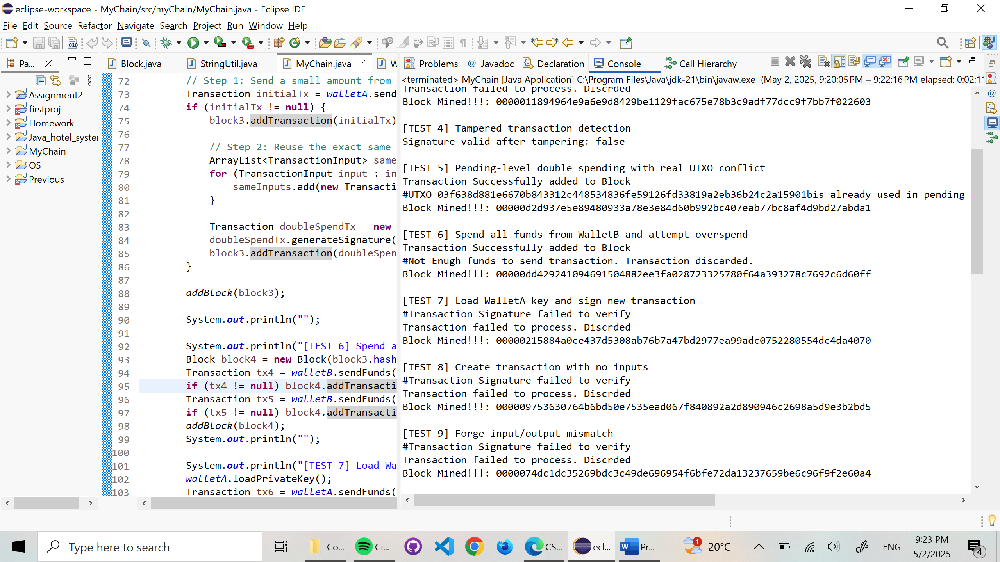 eclipse-workspace - MyChain/src/myChain/MyChain.java - Eclipse IDE
File Edit Source Refactor Navigate Search Project Run Window Help
Pa...
Block.java StringUtil.java MyChain.java W
Problems Javadoc Declaration Console Call Hierarchy
Assignment2
firstproj
Homework
Java_hotel_system
MyChain
OS
Previous
72 // Step 1: Send a small amount from
73 Transaction initialTx = walletA.send
74 if (initialTx != null) {
75 block3.addTransaction(initialTx)
76
77 // Step 2: Reuse the exact same
78 ArrayList<TransactionInput> same
79 for (TransactionInput input : in
80 sameInputs.add(new Transacti
81 }
82
83 Transaction doubleSpendTx = new
84 doubleSpendTx.generateSignature(
85 block3.addTransaction(doubleSpen
86 }
87
88 addBlock(block3);
89
90 System.out.println("");
91
92 System.out.println("[TEST 6] Spend a
93 Block block4 = new Block(block3.hash
94 Transaction tx4 = walletB.sendFunds(
95 if (tx4 != null) block4.addTransacti
96 Transaction tx5 = walletB.sendFunds(
97 if (tx5 != null) block4.addTransacti
98 addBlock(block4);
99 System.out.println("");
100
101 System.out.println("[TEST 7] Load Wa
102 walletA.loadPrivateKey();
103 Transaction tx6 = walletA.sendFunds(
<terminated> MyChain [Java Application] C:\Program Files\Java\jdk-21\bin\javaw.exe (May 2, 2025, 9:20:05 PM – 9:22:16 PM elapsed: 0:02:11
Transaction failed to process. Discrded
Block Mined!!!: 0000011894964e9a6e9d8429be1129fac675e78b3c9adf77dcc9f7bb7f022603
[TEST 4] Tampered transaction detection
Signature valid after tampering: false
[TEST 5] Pending-level double spending with real UTXO conflict
Transaction Successfully added to Block
#UTXO 03f638d881e6670b843312c448534836fe59126fd33819a2eb36b24c2a15901bis already used in pending
Block Mined!!!: 00000d2d937e5e89480933a78e3e84d60b992bc407eab77bc8af4d9bd27abda1
[TEST 6] Spend all funds from WalletB and attempt overspend
Transaction Successfully added to Block
#Not Enugh funds to send transaction. Transaction discarded.
Block Mined!!!: 00000dd429241094691504882ee3fa028723325780f64a393278c7692c6d60ff
[TEST 7] Load WalletA key and sign new transaction
#Transaction Signature failed to verify
Transaction failed to process. Discrded
Block Mined!!!: 00000215884a0ce437d5308ab76b7a47bd2977ea99adc0752280554dc4da4070
[TEST 8] Create transaction with no inputs
#Transaction Signature failed to verify
Transaction failed to process. Discrded
Block Mined!!!: 000009753630764b6bd50e7535ead067f840892a2d890946c2698a5d9e3b2bd5
[TEST 9] Forge input/output mismatch
#Transaction Signature failed to verify
Transaction failed to process. Discrded
Block Mined!!!: 0000074dc1dc35269bdc3c49de696954f6bfe72da13237659be6c96f9f2e60a4
Type here to search
Co... Ci... CS... ecl... Pr...
1 20°C ENG
9:23 PM
5/2/2025
4